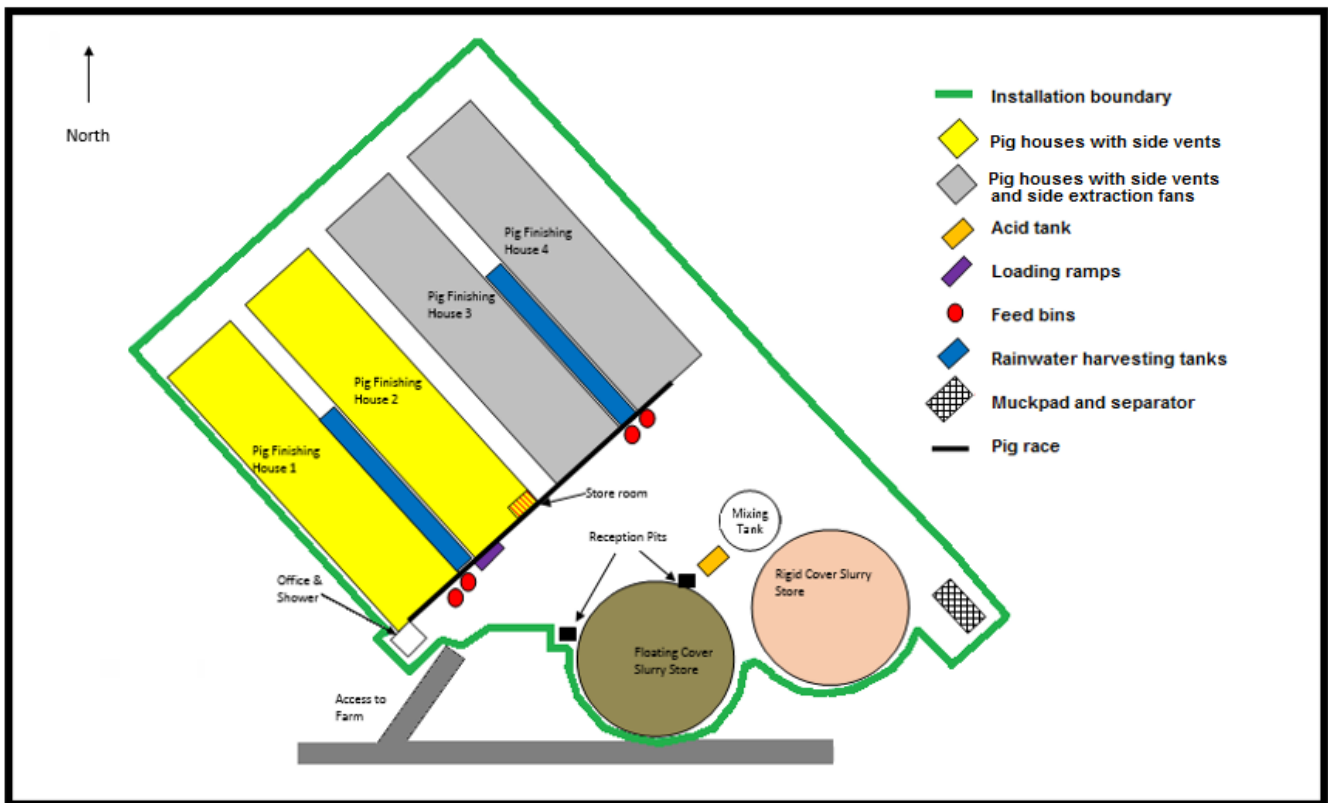 North
Installation boundary
Pig houses with side vents
Pig houses with side vents
and side extraction fans
Acid tank
Loading ramps
Feed bins
Rainwater harvesting tanks
Muckpad and separator
Pig race
Pig Finishing
House 4
Pig Finishing
House 3
Pig Finishing
House 2
Pig Finishing
House 1
Store room
Mixing
Tank
Reception Pits
Rigid Cover Slurry
Store
Office &
Shower
Floating Cover
Slurry Store
Access to
Farm